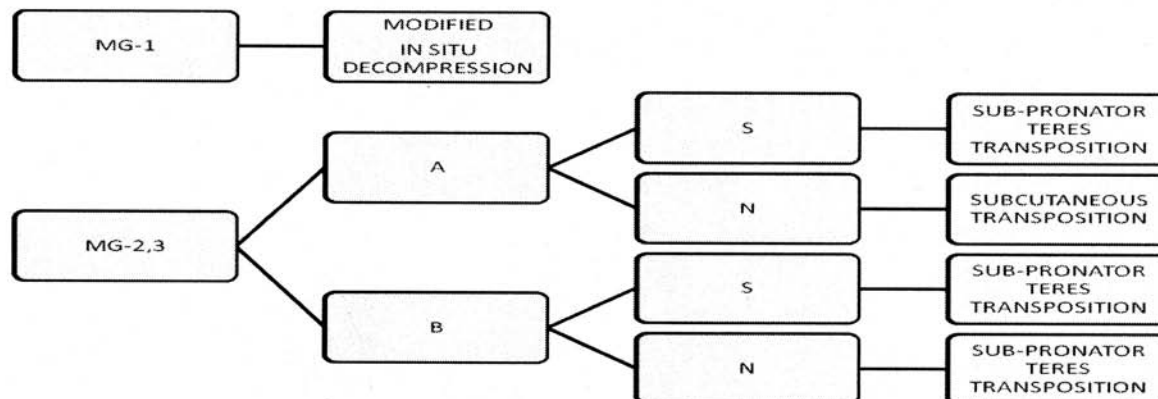 MG-1
MODIFIED
IN SITU
DECOMPRESSION
MG-2,3
A
S
SUB-PRONATOR
TERES
TRANSPOSITION
N
SUBCUTANEOUS
TRANSPOSITION
B
S
SUB-PRONATOR
TERES
TRANSPOSITION
N
SUB-PRONATOR
TERES
TRANSPOSITION